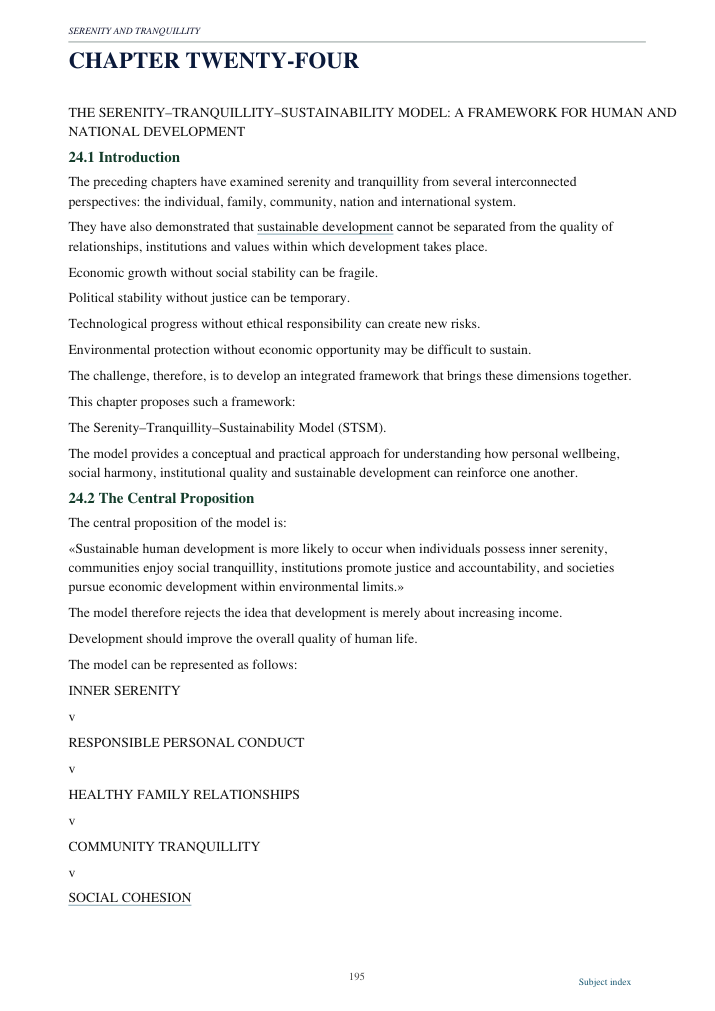 SERENITY AND TRANQUILLITY
CHAPTER TWENTY-FOUR
THE SERENITY–TRANQUILLITY–SUSTAINABILITY MODEL: A FRAMEWORK FOR HUMAN AND
NATIONAL DEVELOPMENT
24.1 Introduction
The preceding chapters have examined serenity and tranquillity from several interconnected
perspectives: the individual, family, community, nation and international system.
They have also demonstrated that sustainable development cannot be separated from the quality of
relationships, institutions and values within which development takes place.
Economic growth without social stability can be fragile.
Political stability without justice can be temporary.
Technological progress without ethical responsibility can create new risks.
Environmental protection without economic opportunity may be difficult to sustain.
The challenge, therefore, is to develop an integrated framework that brings these dimensions together.
This chapter proposes such a framework:
The Serenity–Tranquillity–Sustainability Model (STSM).
The model provides a conceptual and practical approach for understanding how personal wellbeing,
social harmony, institutional quality and sustainable development can reinforce one another.
24.2 The Central Proposition
The central proposition of the model is:
«Sustainable human development is more likely to occur when individuals possess inner serenity,
communities enjoy social tranquillity, institutions promote justice and accountability, and societies
pursue economic development within environmental limits.»
The model therefore rejects the idea that development is merely about increasing income.
Development should improve the overall quality of human life.
The model can be represented as follows:
INNER SERENITY
v
RESPONSIBLE PERSONAL CONDUCT
v
HEALTHY FAMILY RELATIONSHIPS
v
COMMUNITY TRANQUILLITY
v
SOCIAL COHESION
195
Subject index